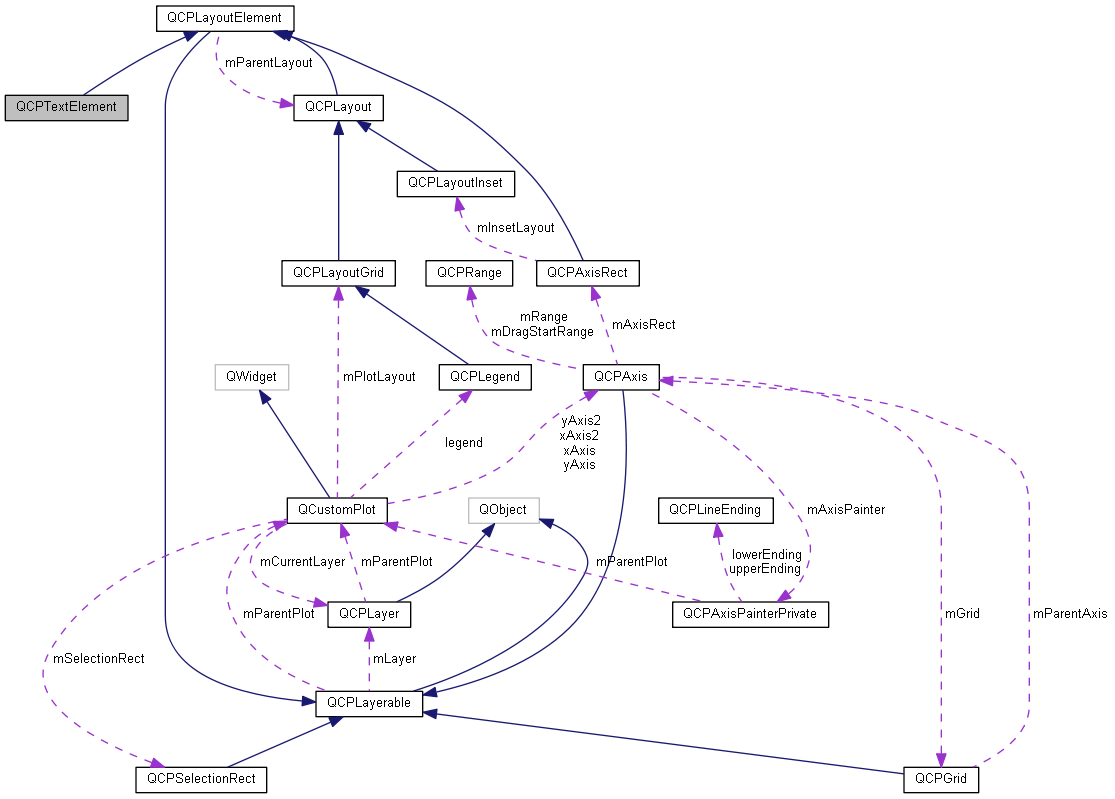 QCPLayoutElement
mParentLayout
QCPTextElement
QCPLayout
QCPLayoutInset
mInsetLayout
QCPLayoutGrid
QCPRange
QCPAxisRect
mRange
mDragStartRange
mAxisRect
QWidget
mPlotLayout
QCPLegend
QCPAxis
legend
yAxis2
xAxis2
xAxis
yAxis
QCustomPlot
QObject
QCPLineEnding
mAxisPainter
mCurrentLayer
mParentPlot
mParentPlot
lowerEnding
upperEnding
mParentPlot
QCPLayer
QCPAxisPainterPrivate
mGrid
mParentAxis
mSelectionRect
mLayer
QCPLayerable
QCPSelectionRect
QCPGrid